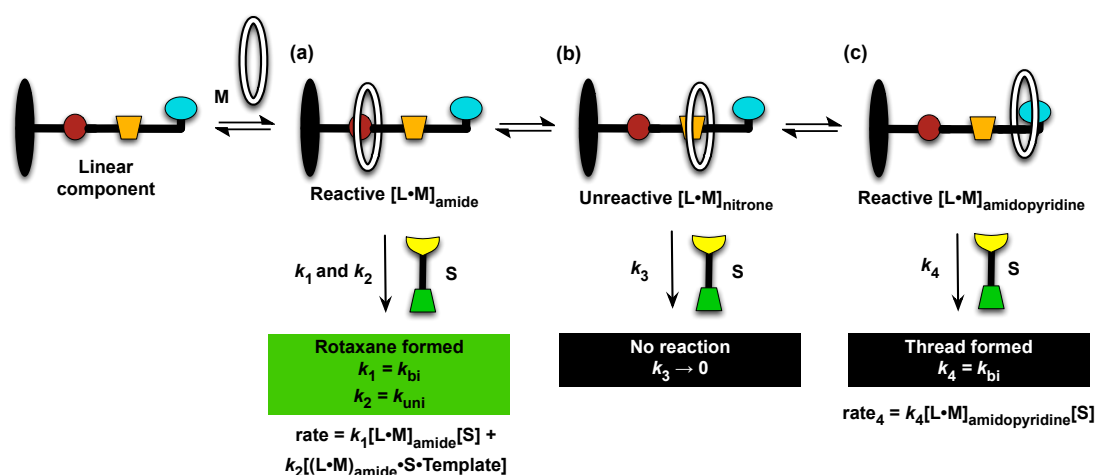 (a)
(b)
(c)
M
Linear
component
Reactive [L•M]amide
Unreactive [L•M]nitrone
Reactive [L•M]amidopyridine
k1 and k2
S
k3
S
k4
S
Rotaxane formed
k1 = kbi
k2 = kuni
No reaction
k3 → 0
Thread formed
k4 = kbi
rate = k1[L•M]amide[S] +
k2[(L•M)amide•S•Template]
rate4 = k4[L•M]amidopyridine[S]